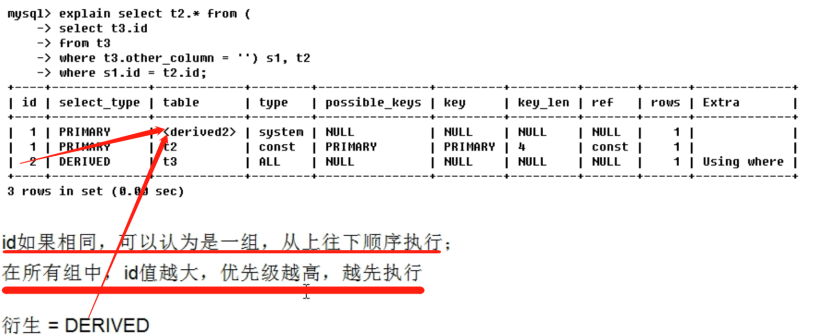 mysql> explain select t2.* from (
-> select t3.id
-> from t3
-> where t3.other_column = '') s1, t2
-> where s1.id = t2.id;
| id | select_type | table | type | possible_keys | key | key_len | ref | rows | Extra |
| 1 | PRIMARY | <derived2> | system | NULL | NULL | NULL | NULL | 1 | |
| 1 | PRIMARY | t2 | const | PRIMARY | PRIMARY | 4 | const | 1 | |
| 2 | DERIVED | t3 | ALL | NULL | NULL | NULL | NULL | 1 | Using where |
3 rows in set (0.00 sec)
id如果相同，可以认为是一组，从上往下顺序执行；
在所有组中，id值越大，优先级越高，越先执行
衍生 = DERIVED